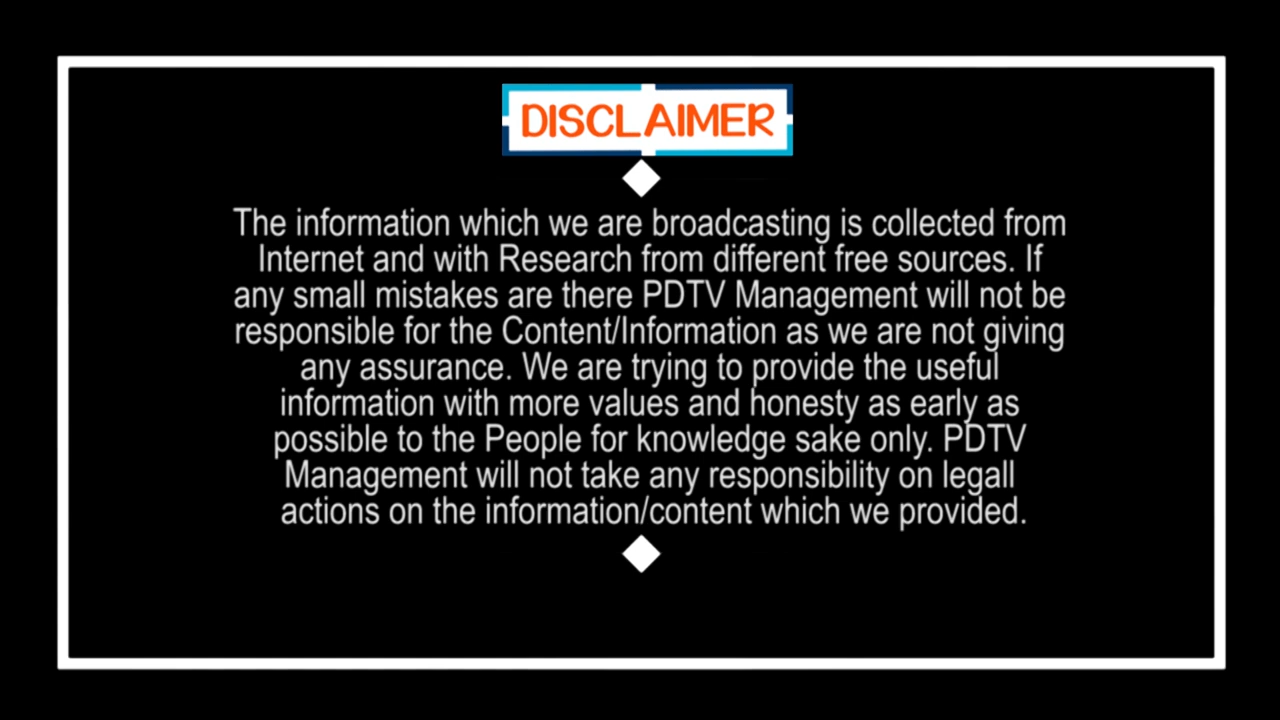 DISCLAIMER
The information which we are broadcasting is collected from
Internet and with Research from different free sources. If
any small mistakes are there PDTV Management will not be
responsible for the Content/Information as we are not giving
any assurance. We are trying to provide the useful
information with more values and honesty as early as
possible to the People for knowledge sake only. PDTV
Management will not take any responsibility on legall
actions on the information/content which we provided.